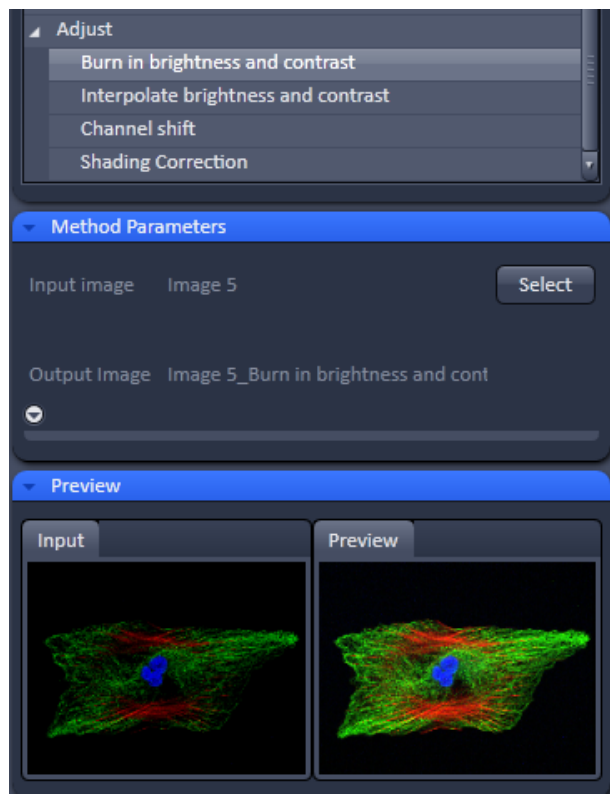 Adjust
Burn in brightness and contrast
Interpolate brightness and contrast
Channel shift
Shading Correction
Method Parameters
Input image Image 5 Select
Output Image Image 5_Burn in brightness and cont
Preview
Input Preview